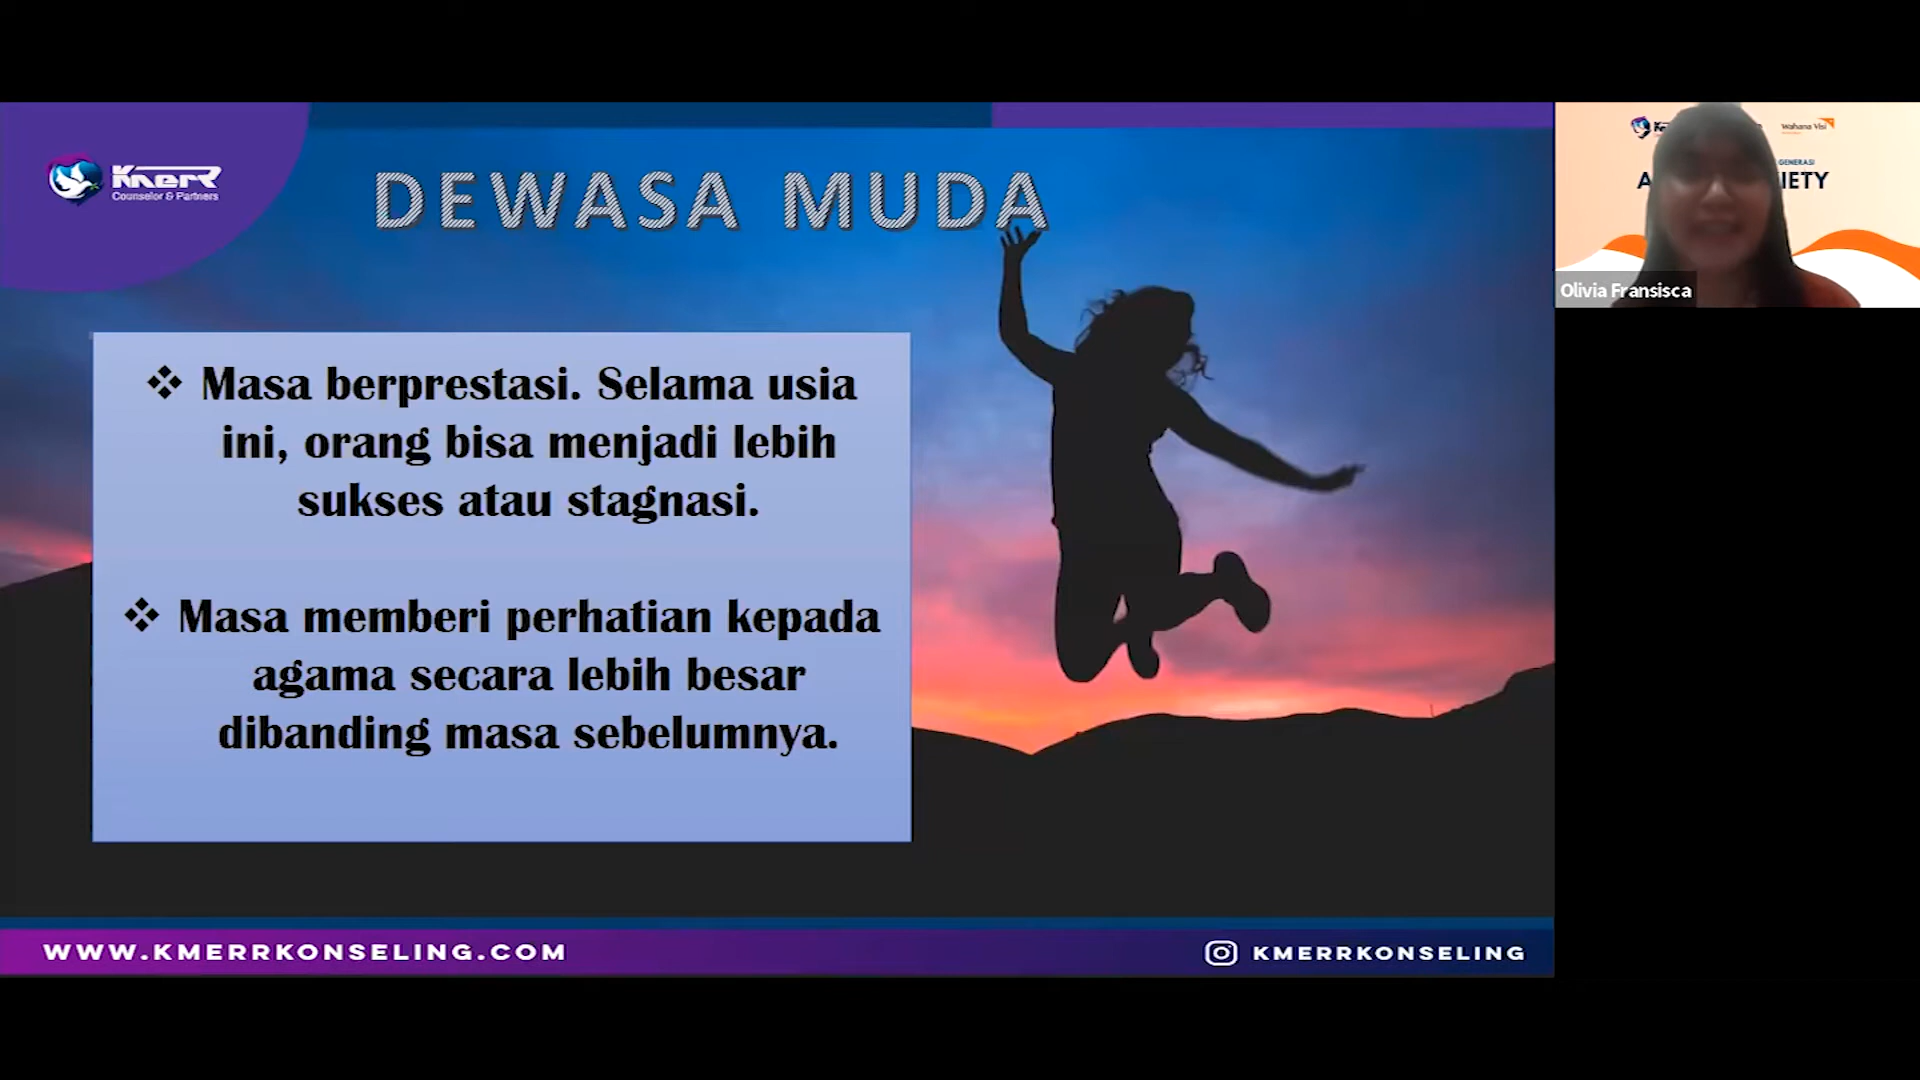 Kmerr
Counselor & Partners
DEWASA MUDA
❖ Masa berprestasi. Selama usia
ini, orang bisa menjadi lebih
sukses atau stagnasi.
❖ Masa memberi perhatian kepada
agama secara lebih besar
dibanding masa sebelumnya.
WWW.KMERRKONSELING.COM
KMERRKONSELING
Wahana Visi
GENERASI
IETY
Olivia Fransisca